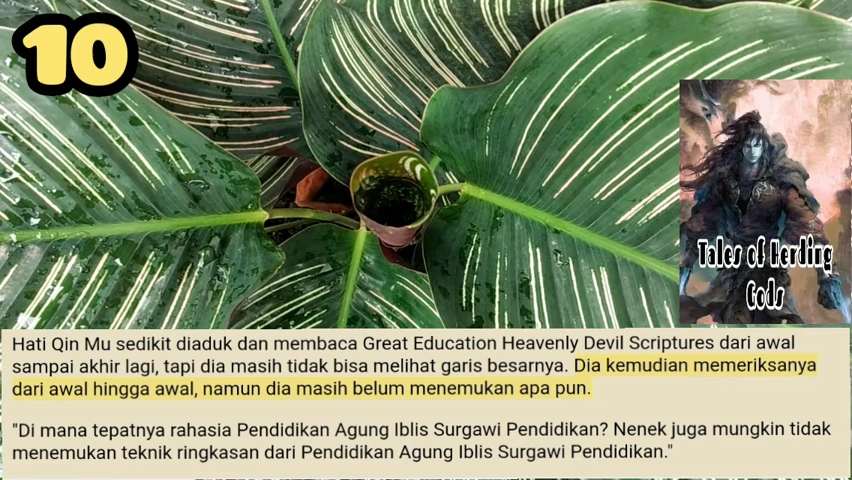 10
Tales of Herding
Gods
Hati Qin Mu sedikit diaduk dan membaca Great Education Heavenly Devil Scriptures dari awal
sampai akhir lagi, tapi dia masih tidak bisa melihat garis besarnya. Dia kemudian memeriksanya
dari awal hingga awal, namun dia masih belum menemukan apa pun.
"Di mana tepatnya rahasia Pendidikan Agung Iblis Surgawi Pendidikan? Nenek juga mungkin tidak
menemukan teknik ringkasan dari Pendidikan Agung Iblis Surgawi Pendidikan."